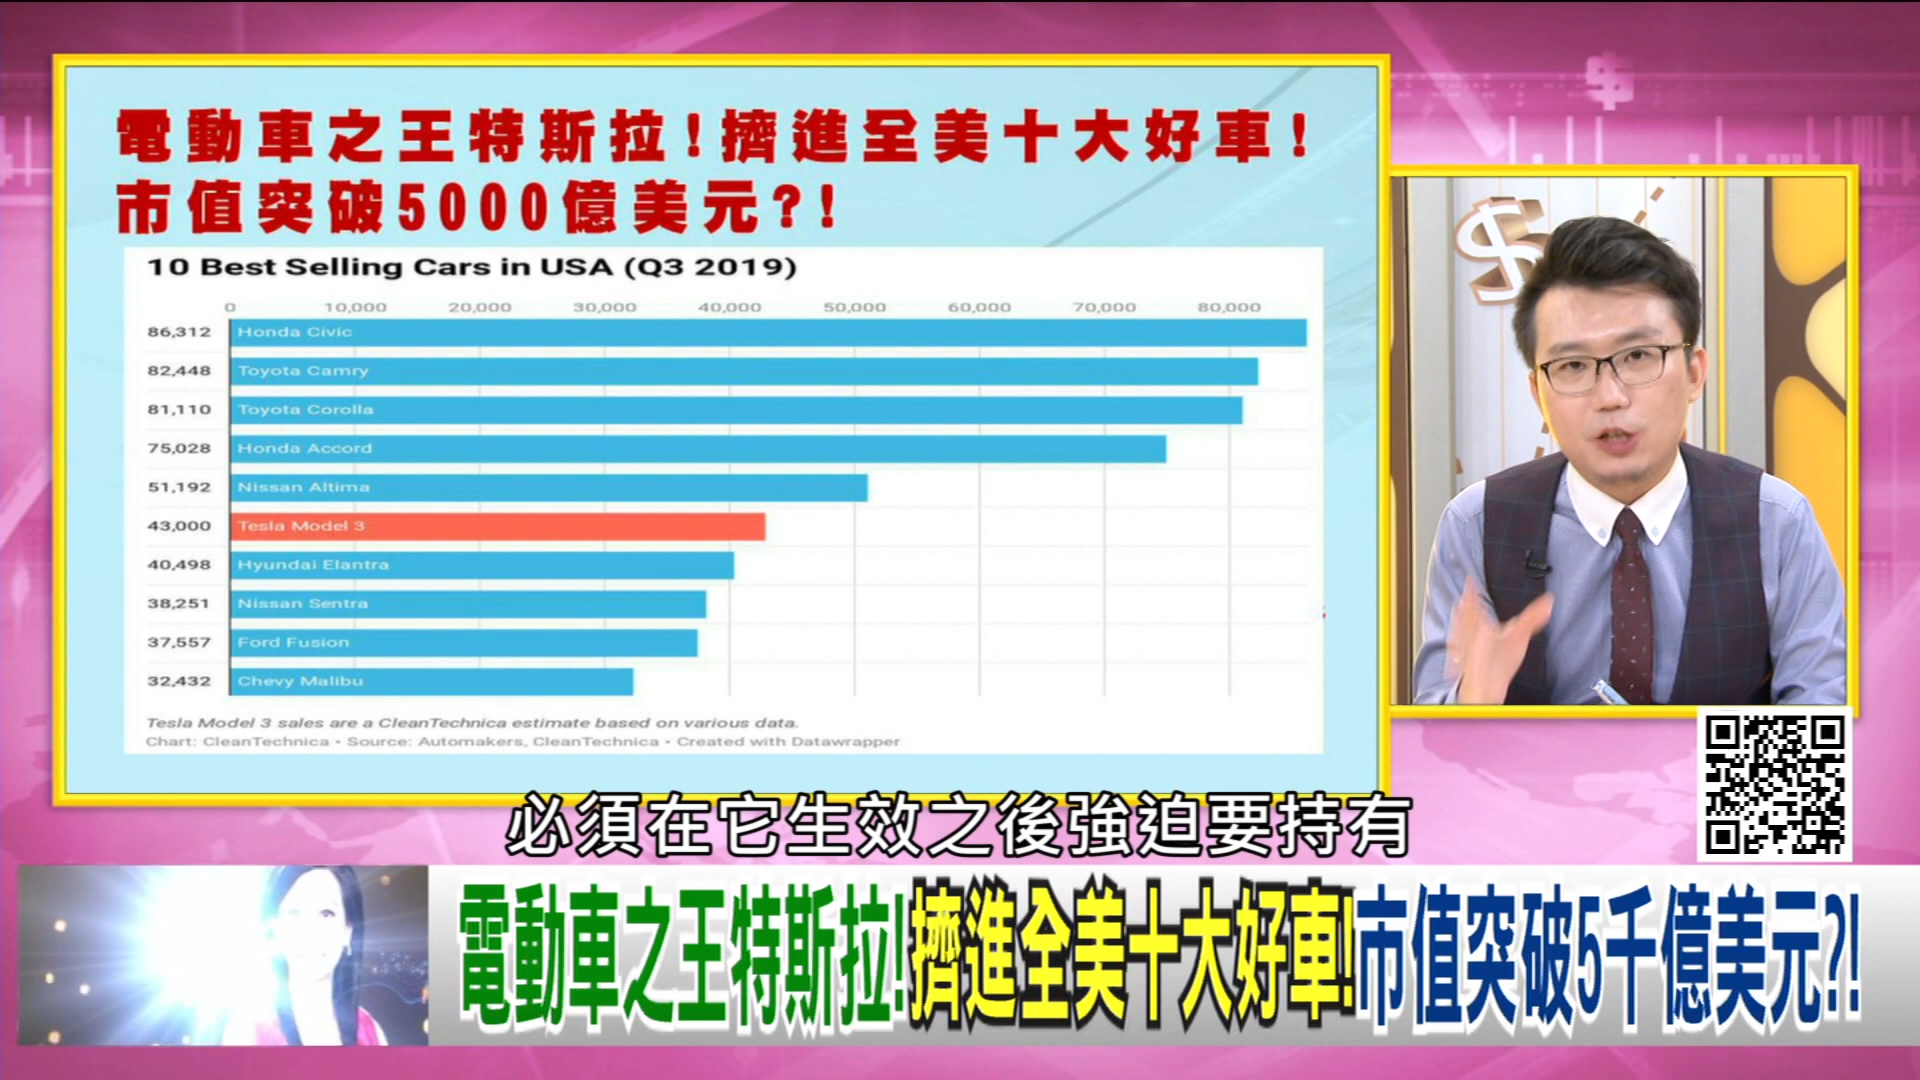 電動車之王特斯拉!擠進全美十大好車!
市值突破5000億美元?!
10 Best Selling Cars in USA (Q3 2019)
0 10,000 20,000 30,000 40,000 50,000 60,000 70,000 80,000
86,312 Honda Civic
82,448 Toyota Camry
81,110 Toyota Corolla
75,028 Honda Accord
51,192 Nissan Altima
43,000 Tesla Model 3
40,498 Hyundai Elantra
38,251 Nissan Sentra
37,557 Ford Fusion
32,432 Chevy Malibu
Tesla Model 3 sales are a CleanTechnica estimate based on various data.
Chart: CleanTechnica • Source: Automakers, CleanTechnica • Created with Datawrapper
必須在它生效之後強迫要持有
電動車之王特斯拉!擠進全美十大好車!市值突破5千億美元?!